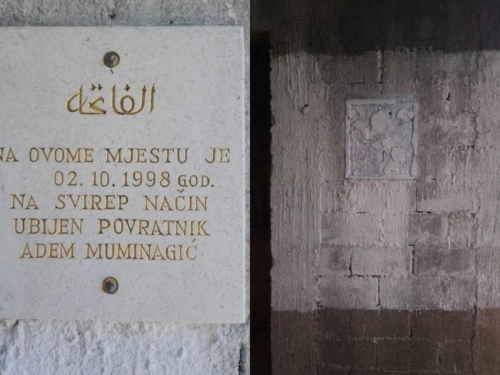 الفاتحة
NA OVOME MJESTU JE
02. 10. 1998 GOD.
NA SVIREP NAČIN
UBIJEN POVRATNIK
ADEM MUMINAGIĆ